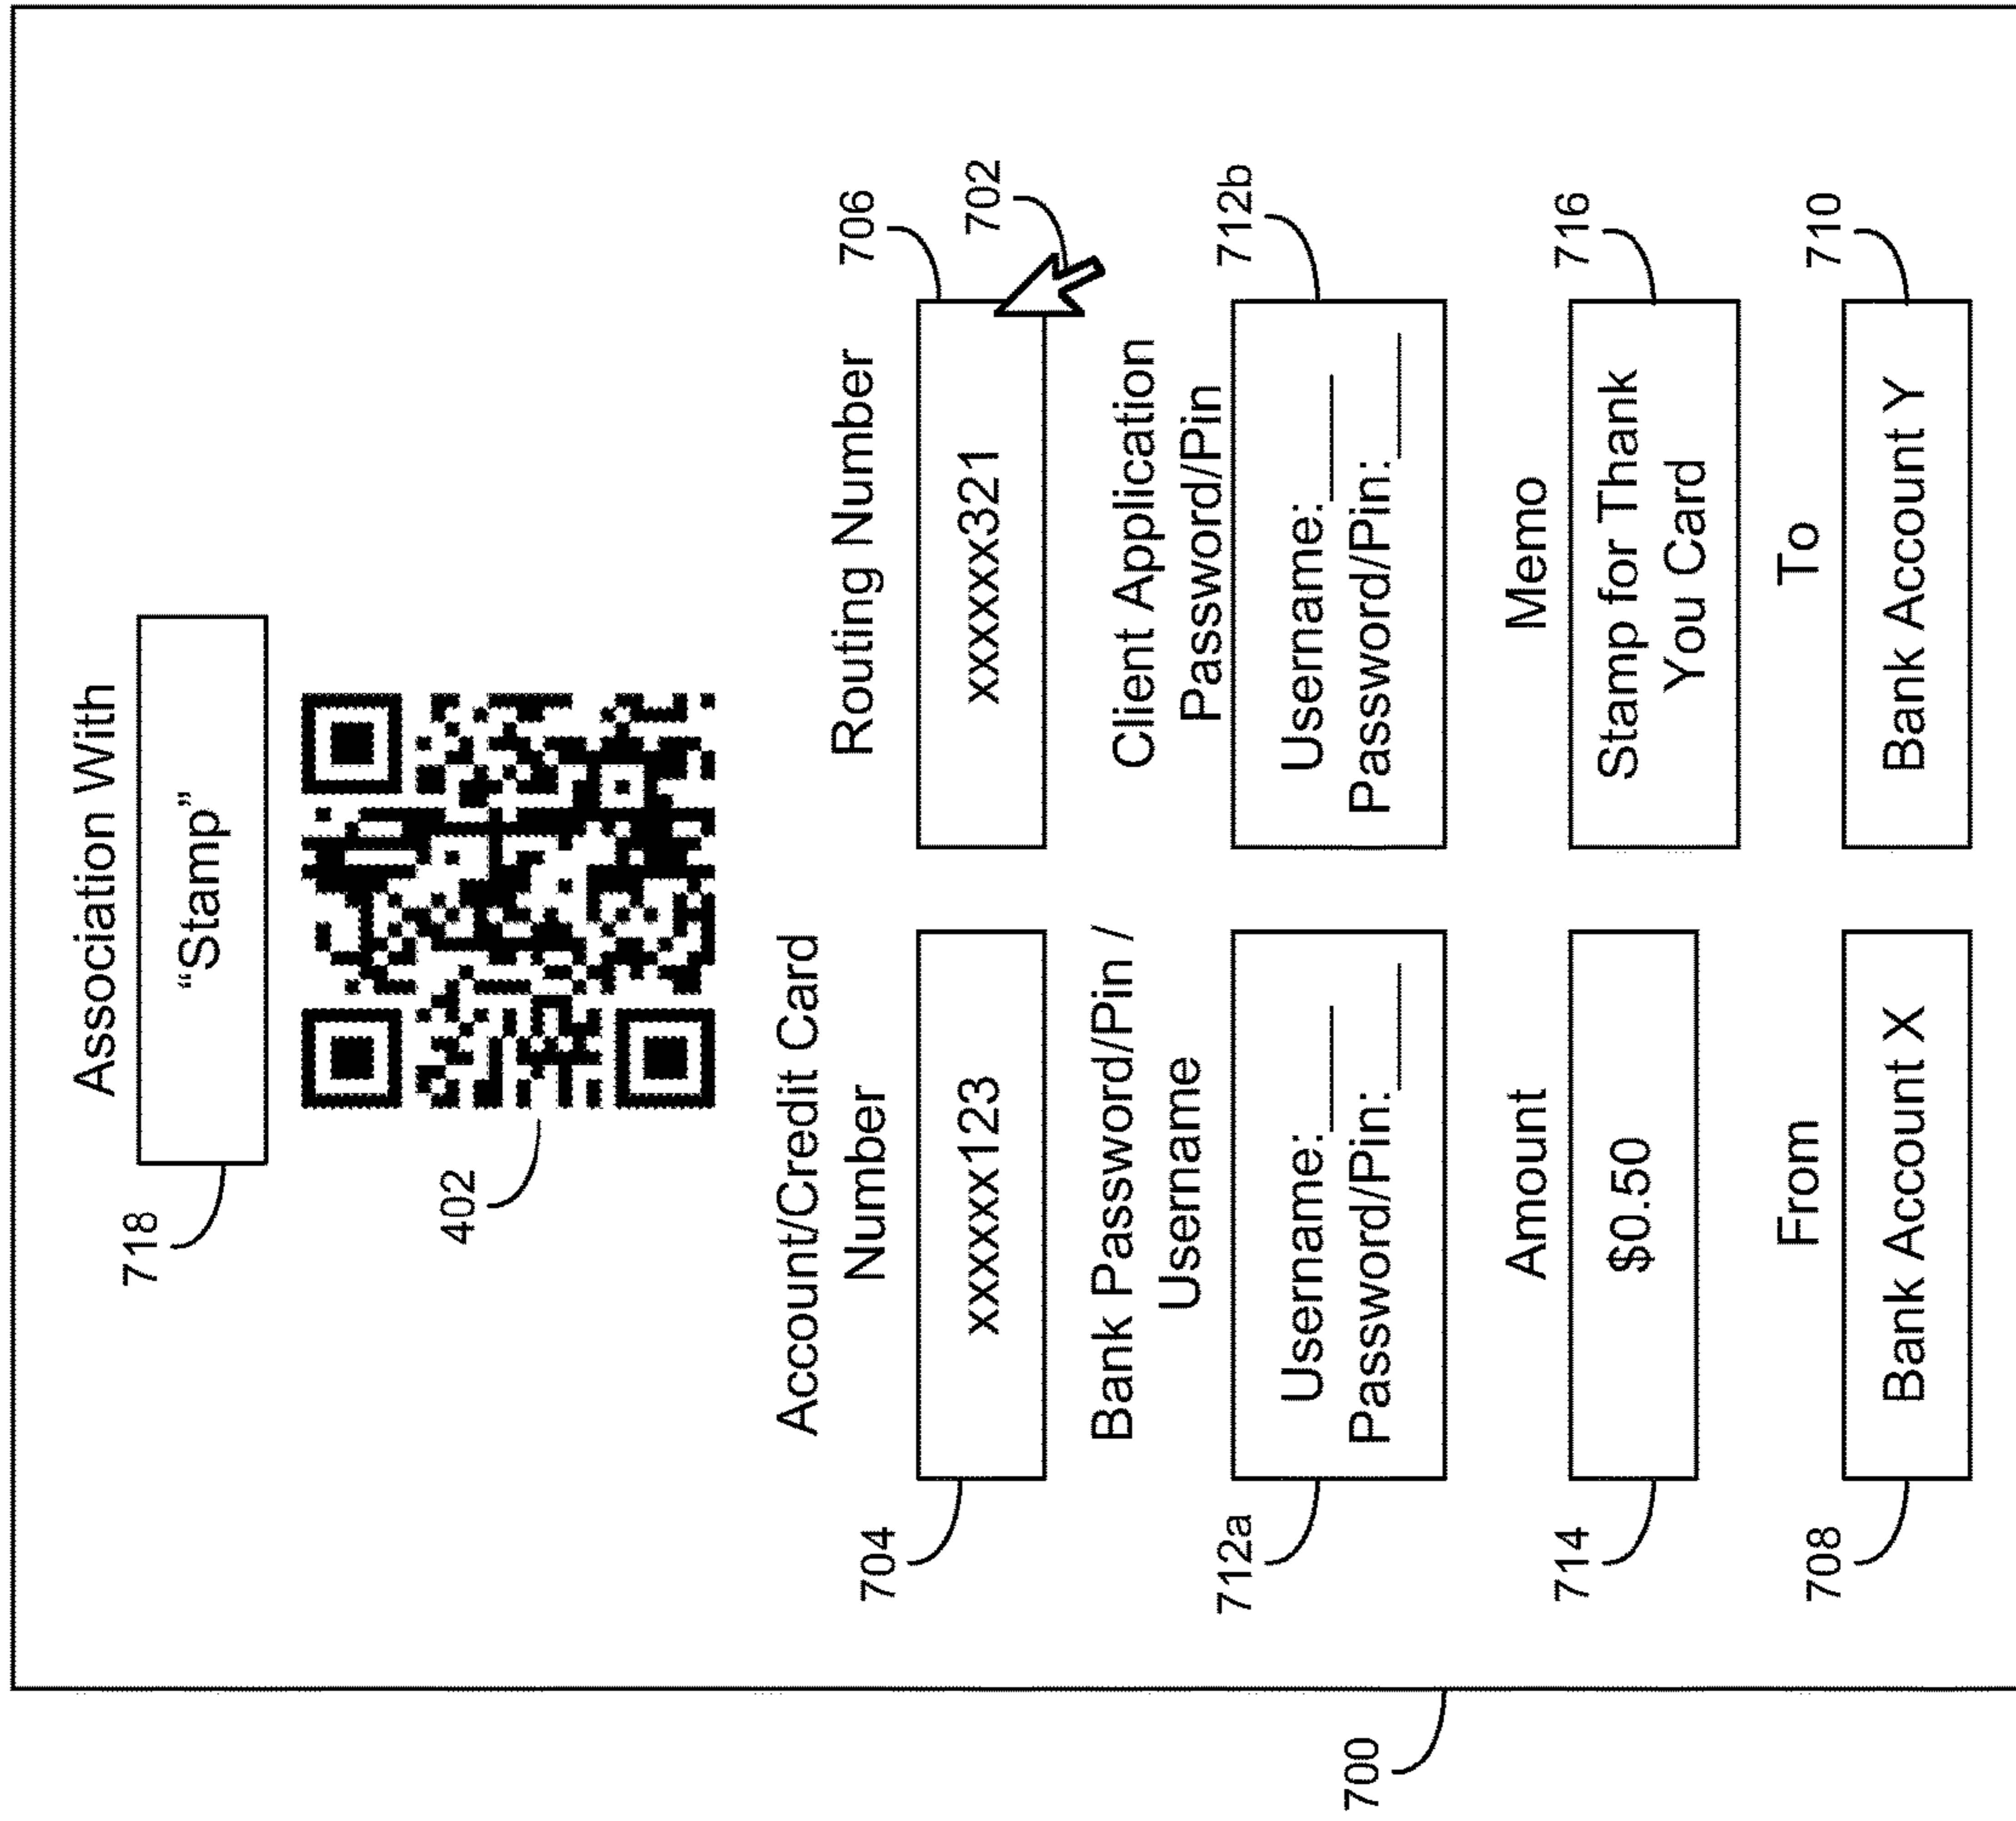 Association With
718
“Stamp”
402
Account/Credit Card
Number
704
xxxxxx123
Routing Number
706
xxxxxx321
702
Bank Password/Pin /
Username
712a
Username:____
Password/Pin:____
Client Application
Password/Pin
712b
Username:____
Password/Pin:____
Amount
714
$0.50
Memo
716
Stamp for Thank
You Card
From
708
Bank Account X
To
710
Bank Account Y
700